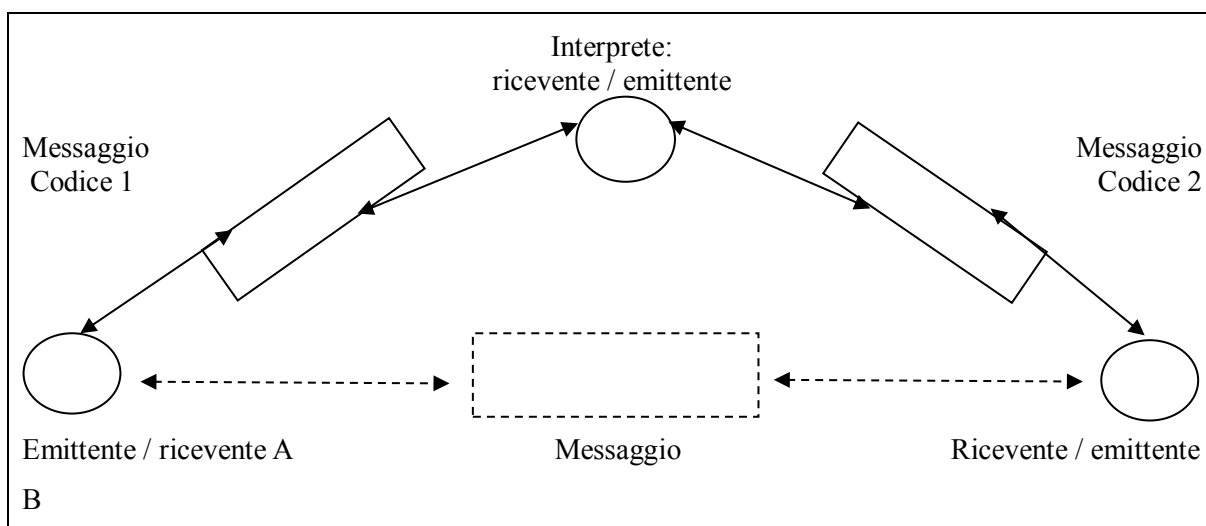 Interprete:
ricevente / emittente
Messaggio
Codice 1
Messaggio
Codice 2
Emittente / ricevente A
Messaggio
Ricevente / emittente
B